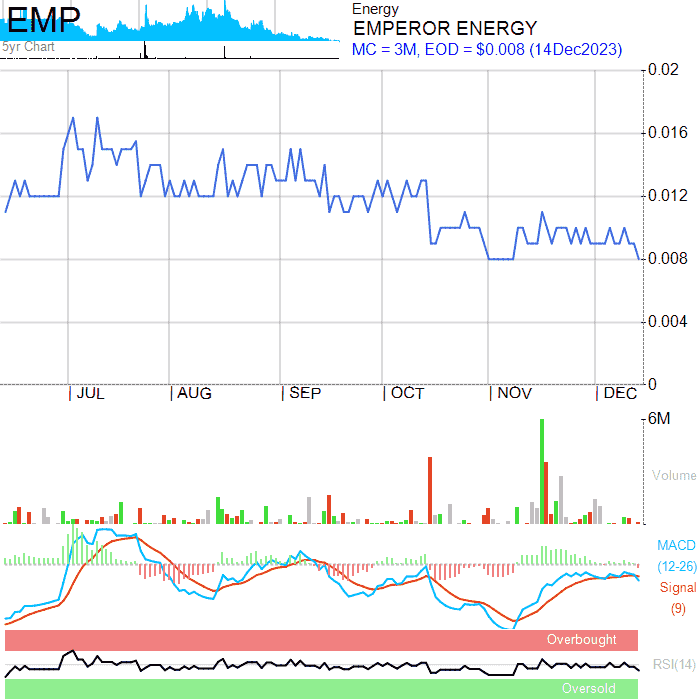 EMP
5yr Chart
Energy
EMPEROR ENERGY
MC = 3M, EOD = $0.008 (14Dec2023)
0.02
0.016
0.012
0.008
0.004
0
JUL AUG SEP OCT NOV DEC
6M
Volume
MACD
(12-26)
Signal
(9)
Overbought
RSI(14)
Oversold